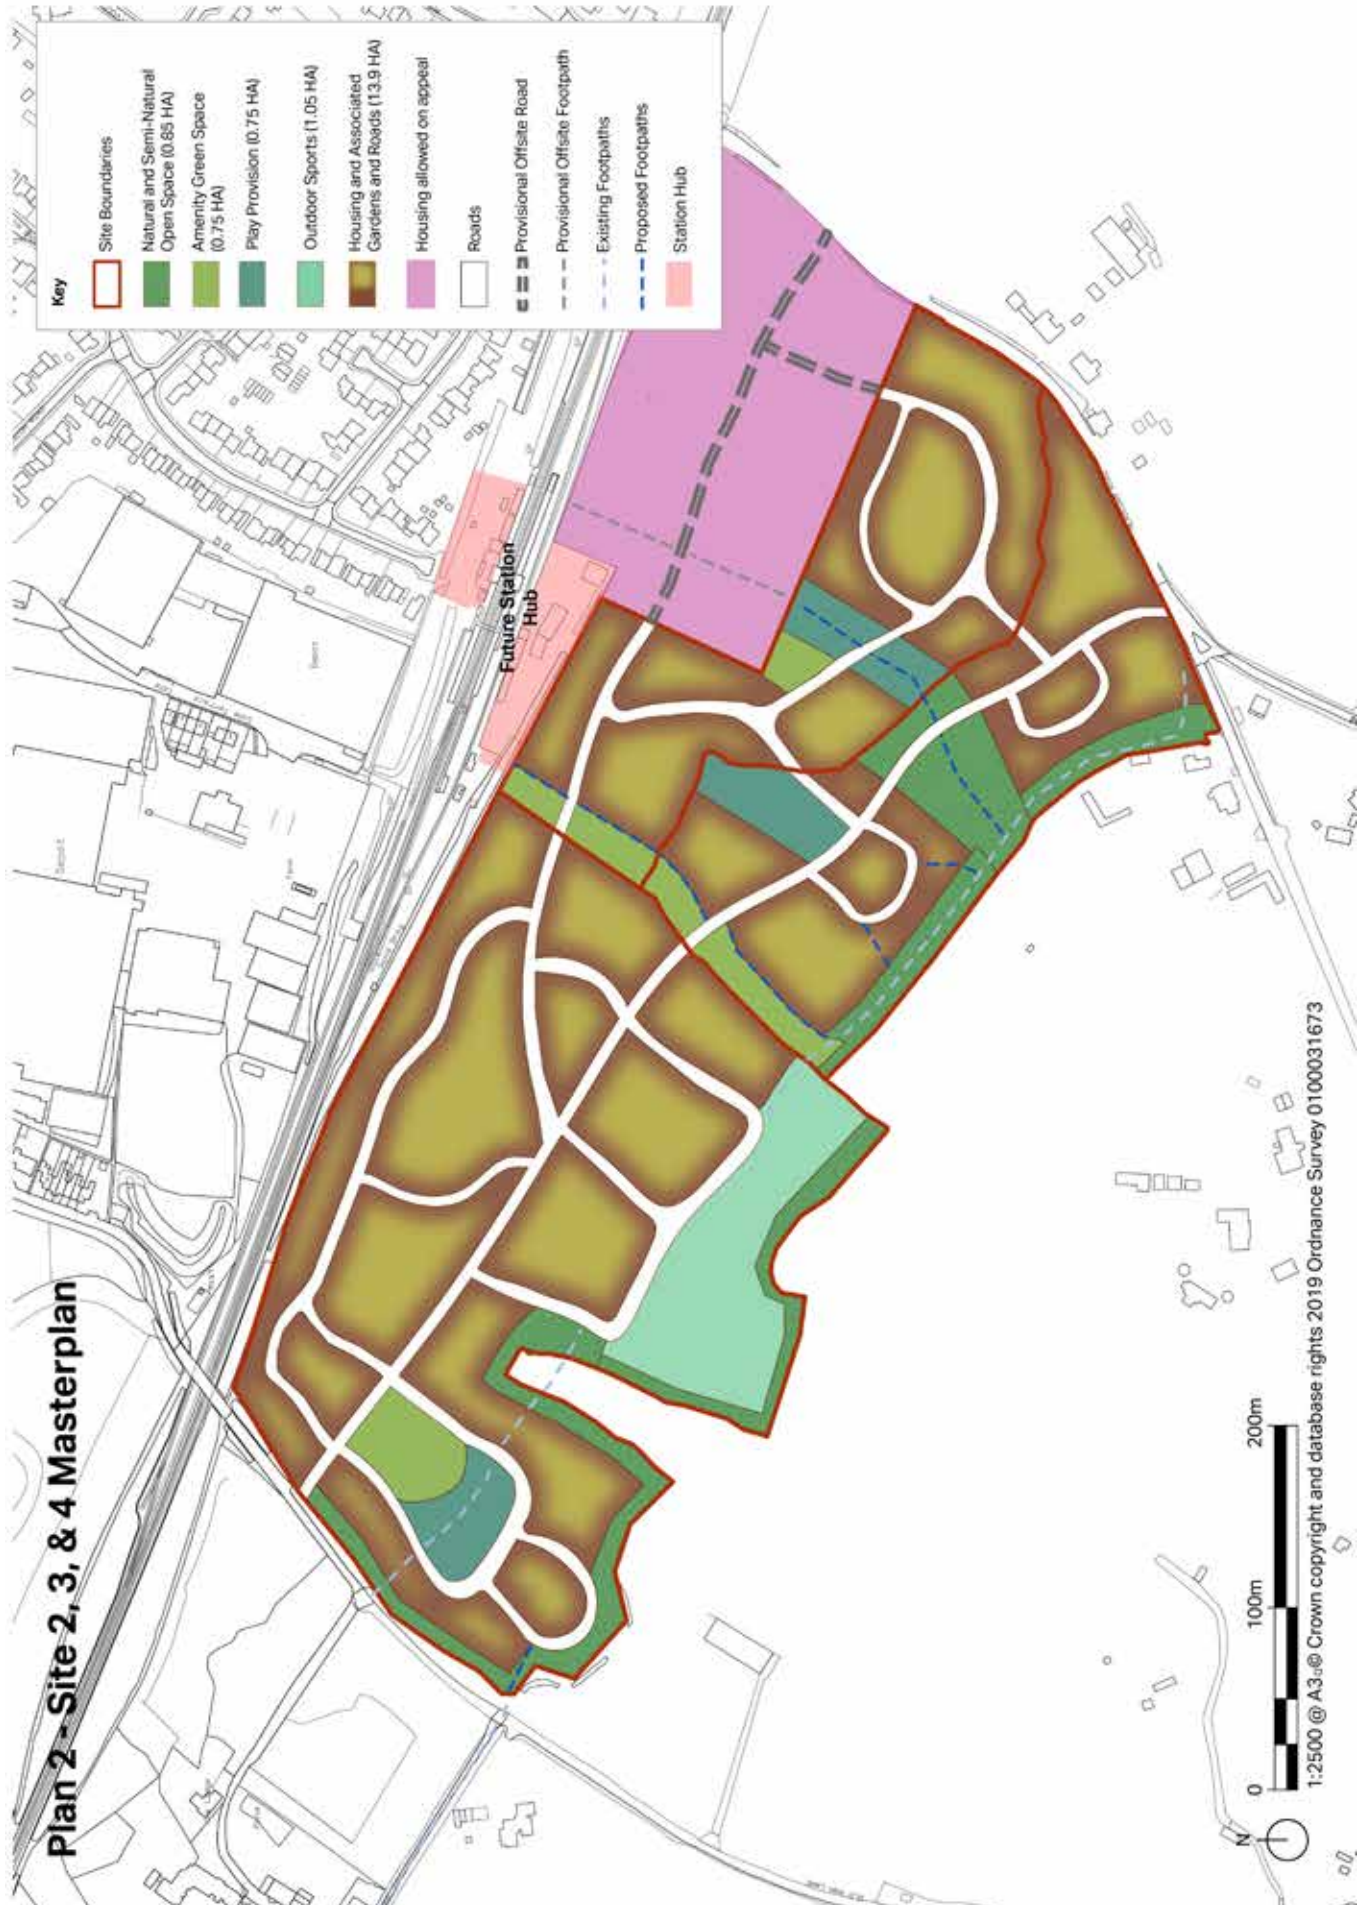 Plan 2 - Site 2, 3, & 4 Masterplan
Key
Site Boundaries
Natural and Semi-Natural
Open Space (0.85 HA)
Amenity Green Space
(0.75 HA)
Play Provision (0.75 HA)
Outdoor Sports (1.05 HA)
Housing and Associated
Gardens and Roads (13.9 HA)
Housing allowed on appeal
Roads
Provisional Offsite Road
Provisional Offsite Footpath
Existing Footpaths
Proposed Footpaths
Station Hub
Future Station
Hub
N
0
100m
200m
1:2500 @ A3 © Crown copyright and database rights 2019 Ordnance Survey 0100031673